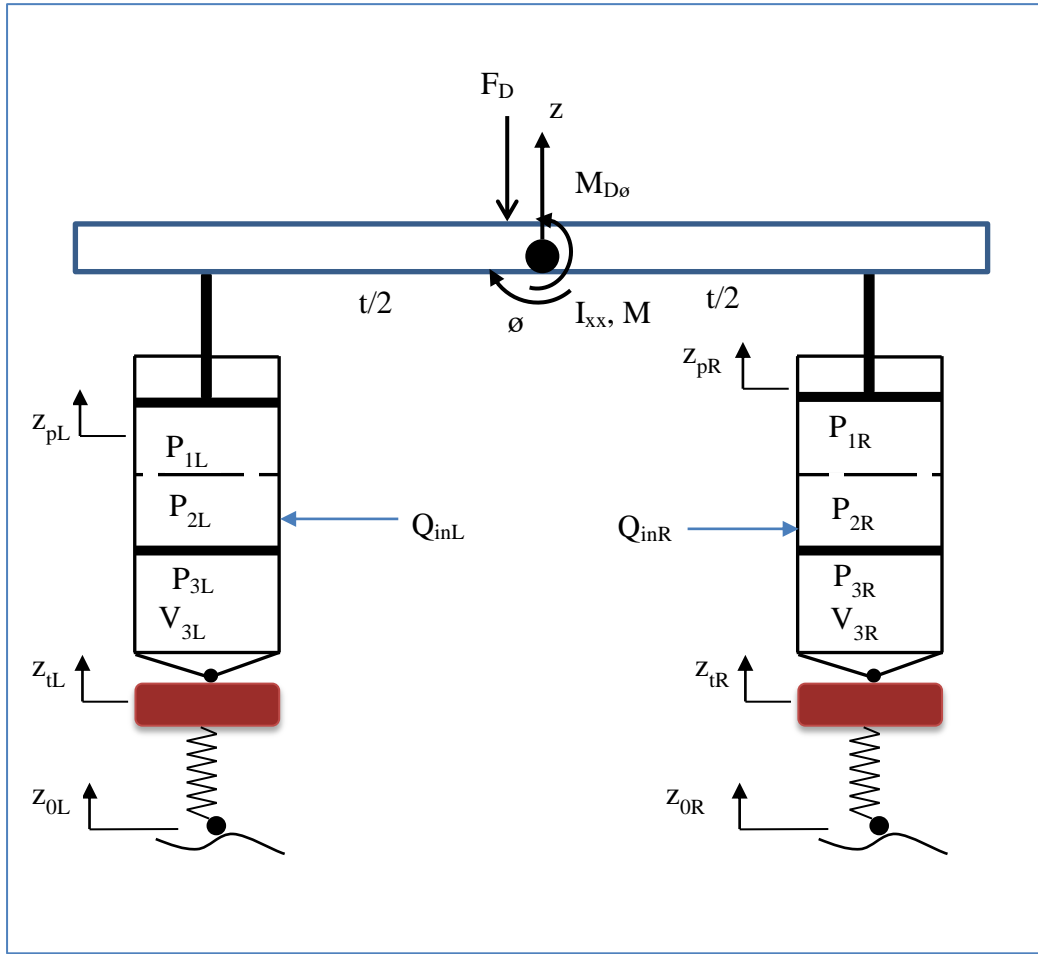 F_D
z
M_Dø
t/2
ø
I_xx, M
t/2
z_pL
z_pR
P_1L
P_1R
P_2L
Q_inL
Q_inR
P_2R
P_3L
P_3R
V_3L
V_3R
z_tL
z_tR
z_0L
z_0R